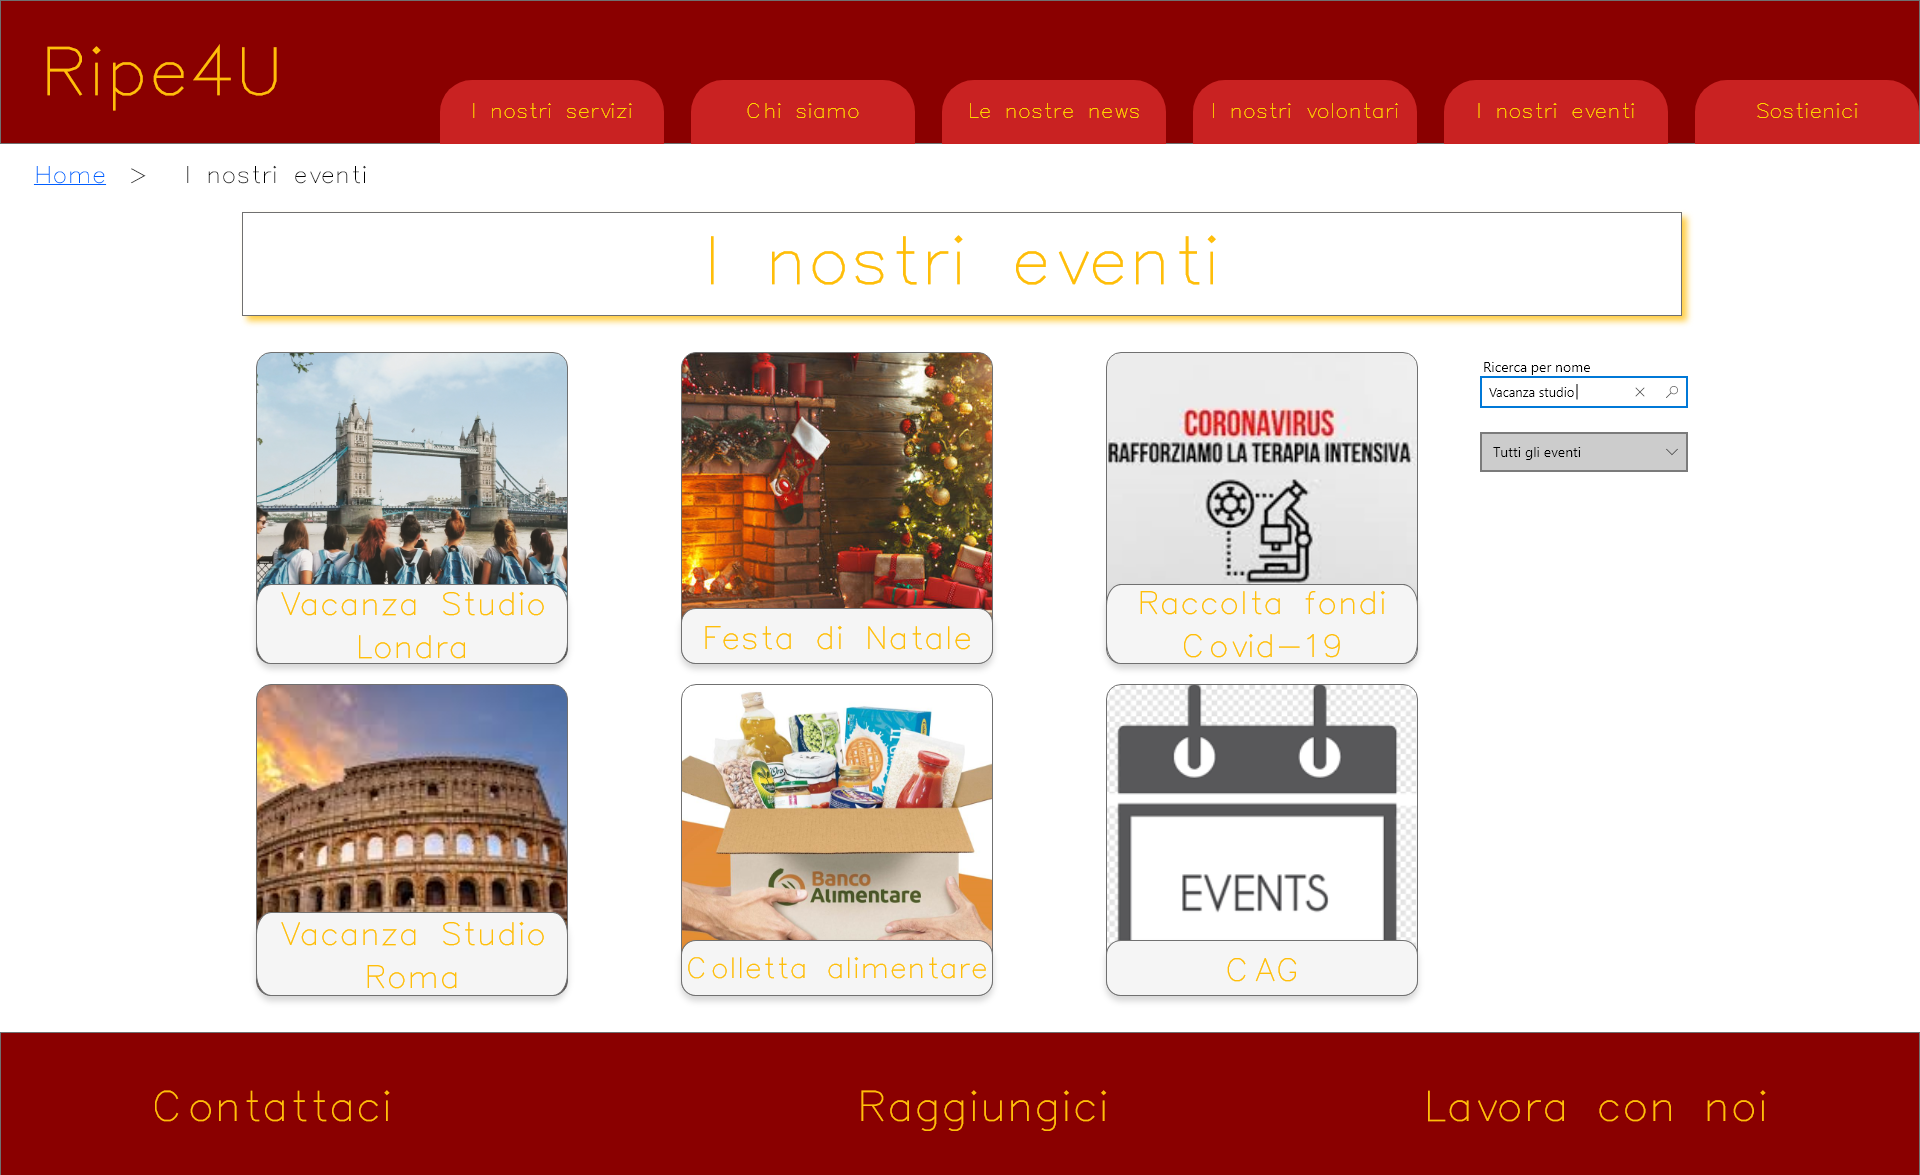 Ripe4U
I nostri servizi
Chi siamo
Le nostre news
I nostri volontari
I nostri eventi
Sostienici
Home > I nostri eventi
I nostri eventi
Vacanza Studio
Londra
Festa di Natale
CORONAVIRUS
RAFFORZIAMO LA TERAPIA INTENSIVA
Raccolta fondi
Covid-19
Ricerca per nome
Vacanza studio
Tutti gli eventi
Vacanza Studio
Roma
Banco
Alimentare
Colletta alimentare
EVENTS
CAG
Contattaci
Raggiungici
Lavora con noi